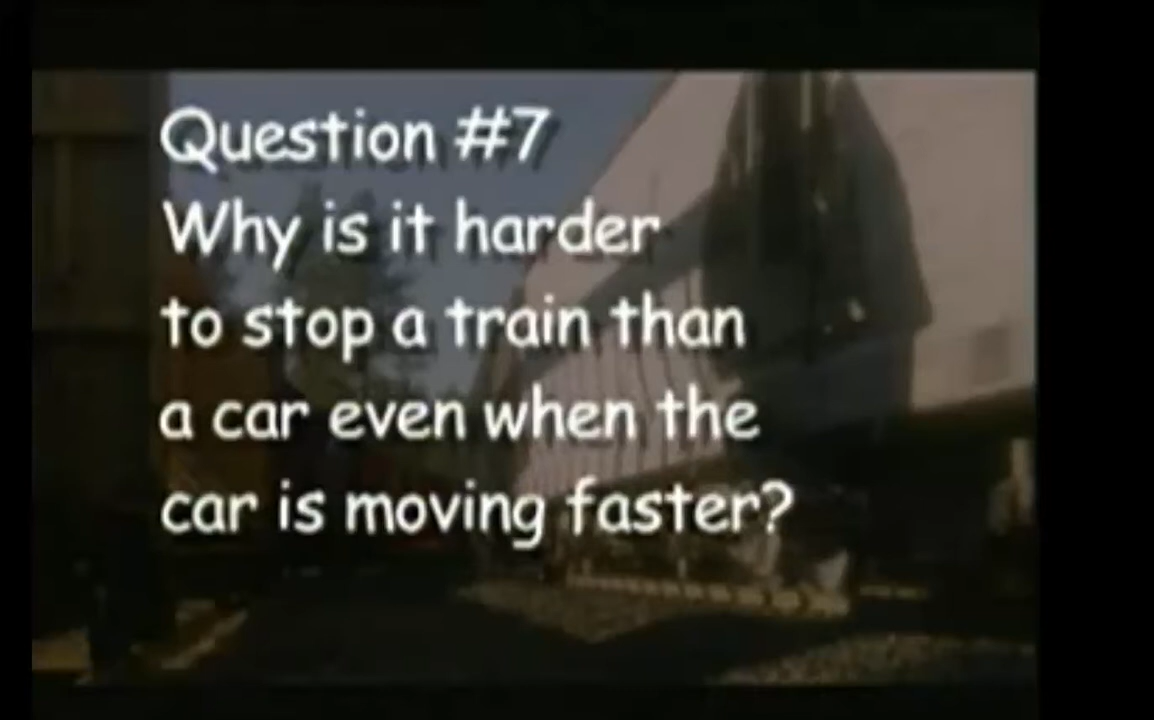 Question #7
Why is it harder
to stop a train than
a car even when the
car is moving faster?